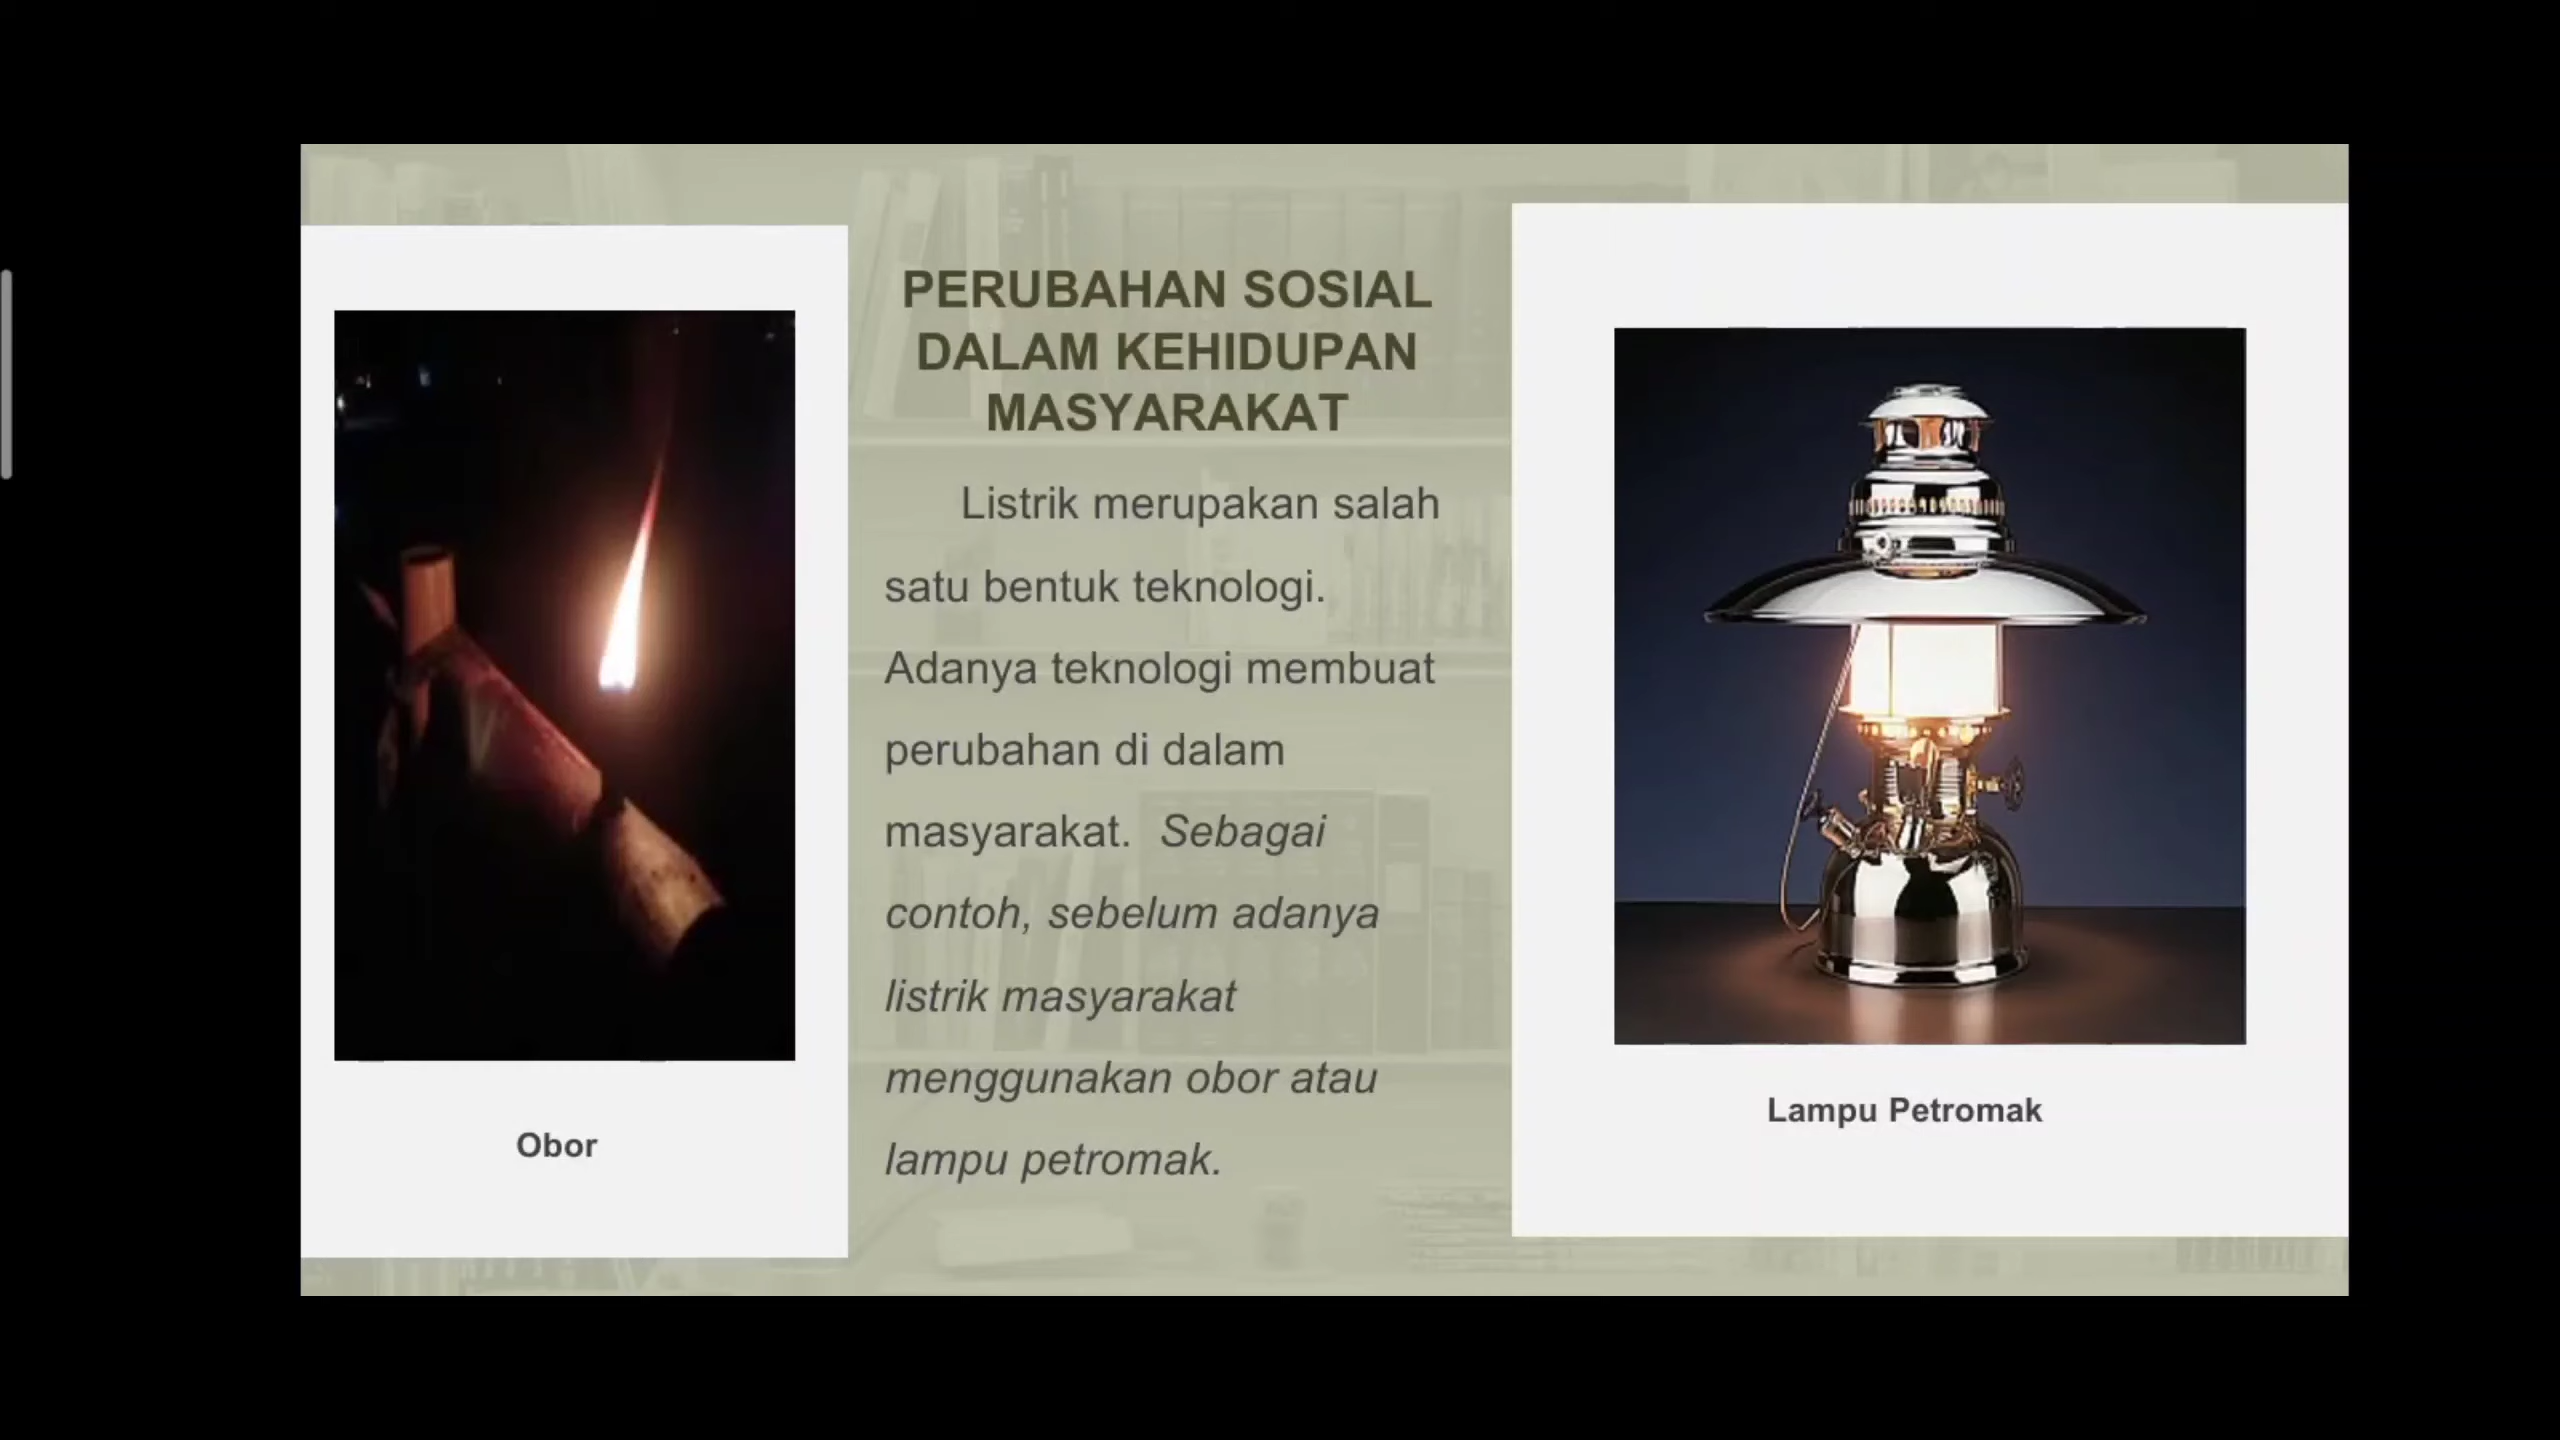 PERUBAHAN SOSIAL
DALAM KEHIDUPAN
MASYARAKAT
Listrik merupakan salah
satu bentuk teknologi.
Adanya teknologi membuat
perubahan di dalam
masyarakat. Sebagai
contoh, sebelum adanya
listrik masyarakat
menggunakan obor atau
lampu petromak.
Obor
Lampu Petromak